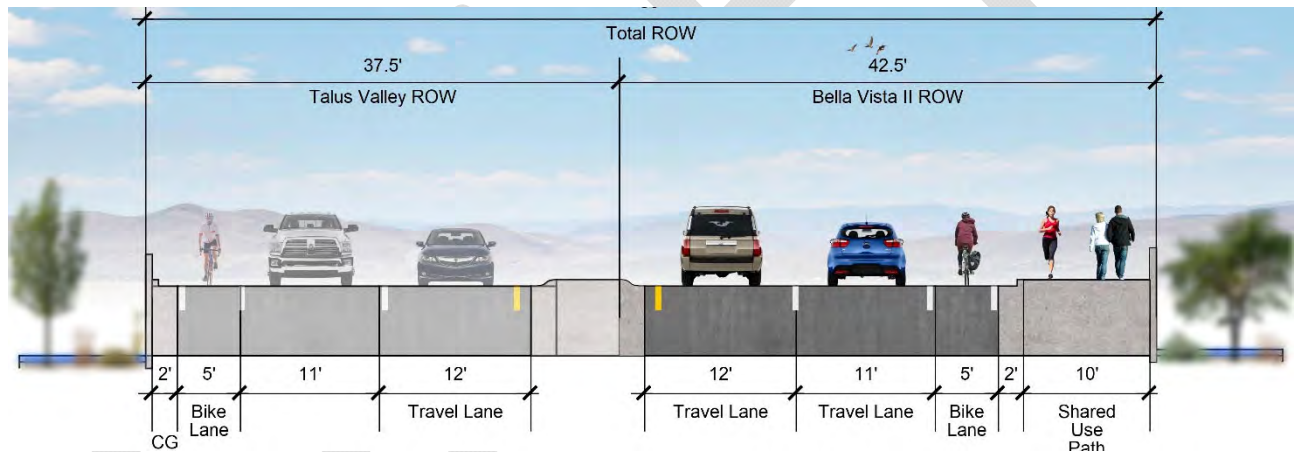 Total ROW
37.5'
42.5'
Talus Valley ROW
Bella Vista II ROW
2'
5'
11'
12'
12'
11'
5'
2'
10'
CG
Bike
Lane
Travel Lane
Travel Lane
Travel Lane
Bike
Lane
Shared
Use
Path